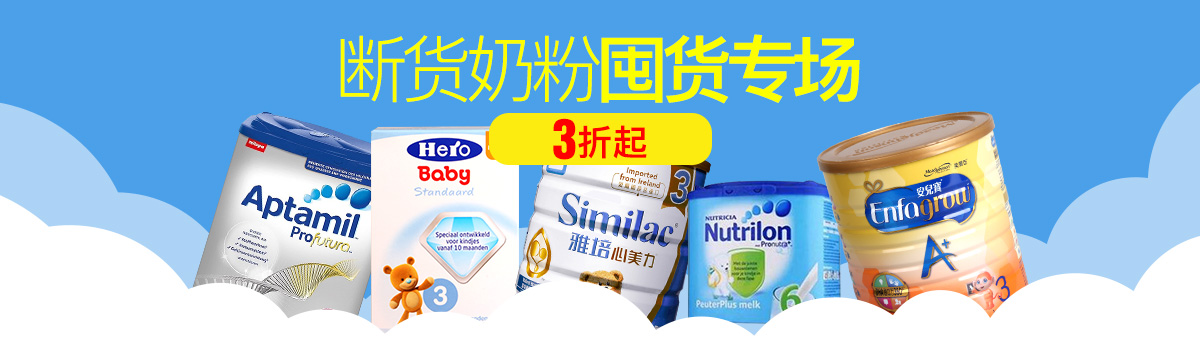 断货奶粉囤货专场
3折起
Milupa
Aptamil
Profutura
Hero
Baby
Standaard
Speciaal ontwikkeld
voor kindjes
vanaf 10 maanden
3
Imported
from Ireland
3
Similac
雅培心美力
NUTRICIA
Nutrilon
Pronutra+
PeuterPlus melk
6
安兒寶
Enfagrow
A+
3